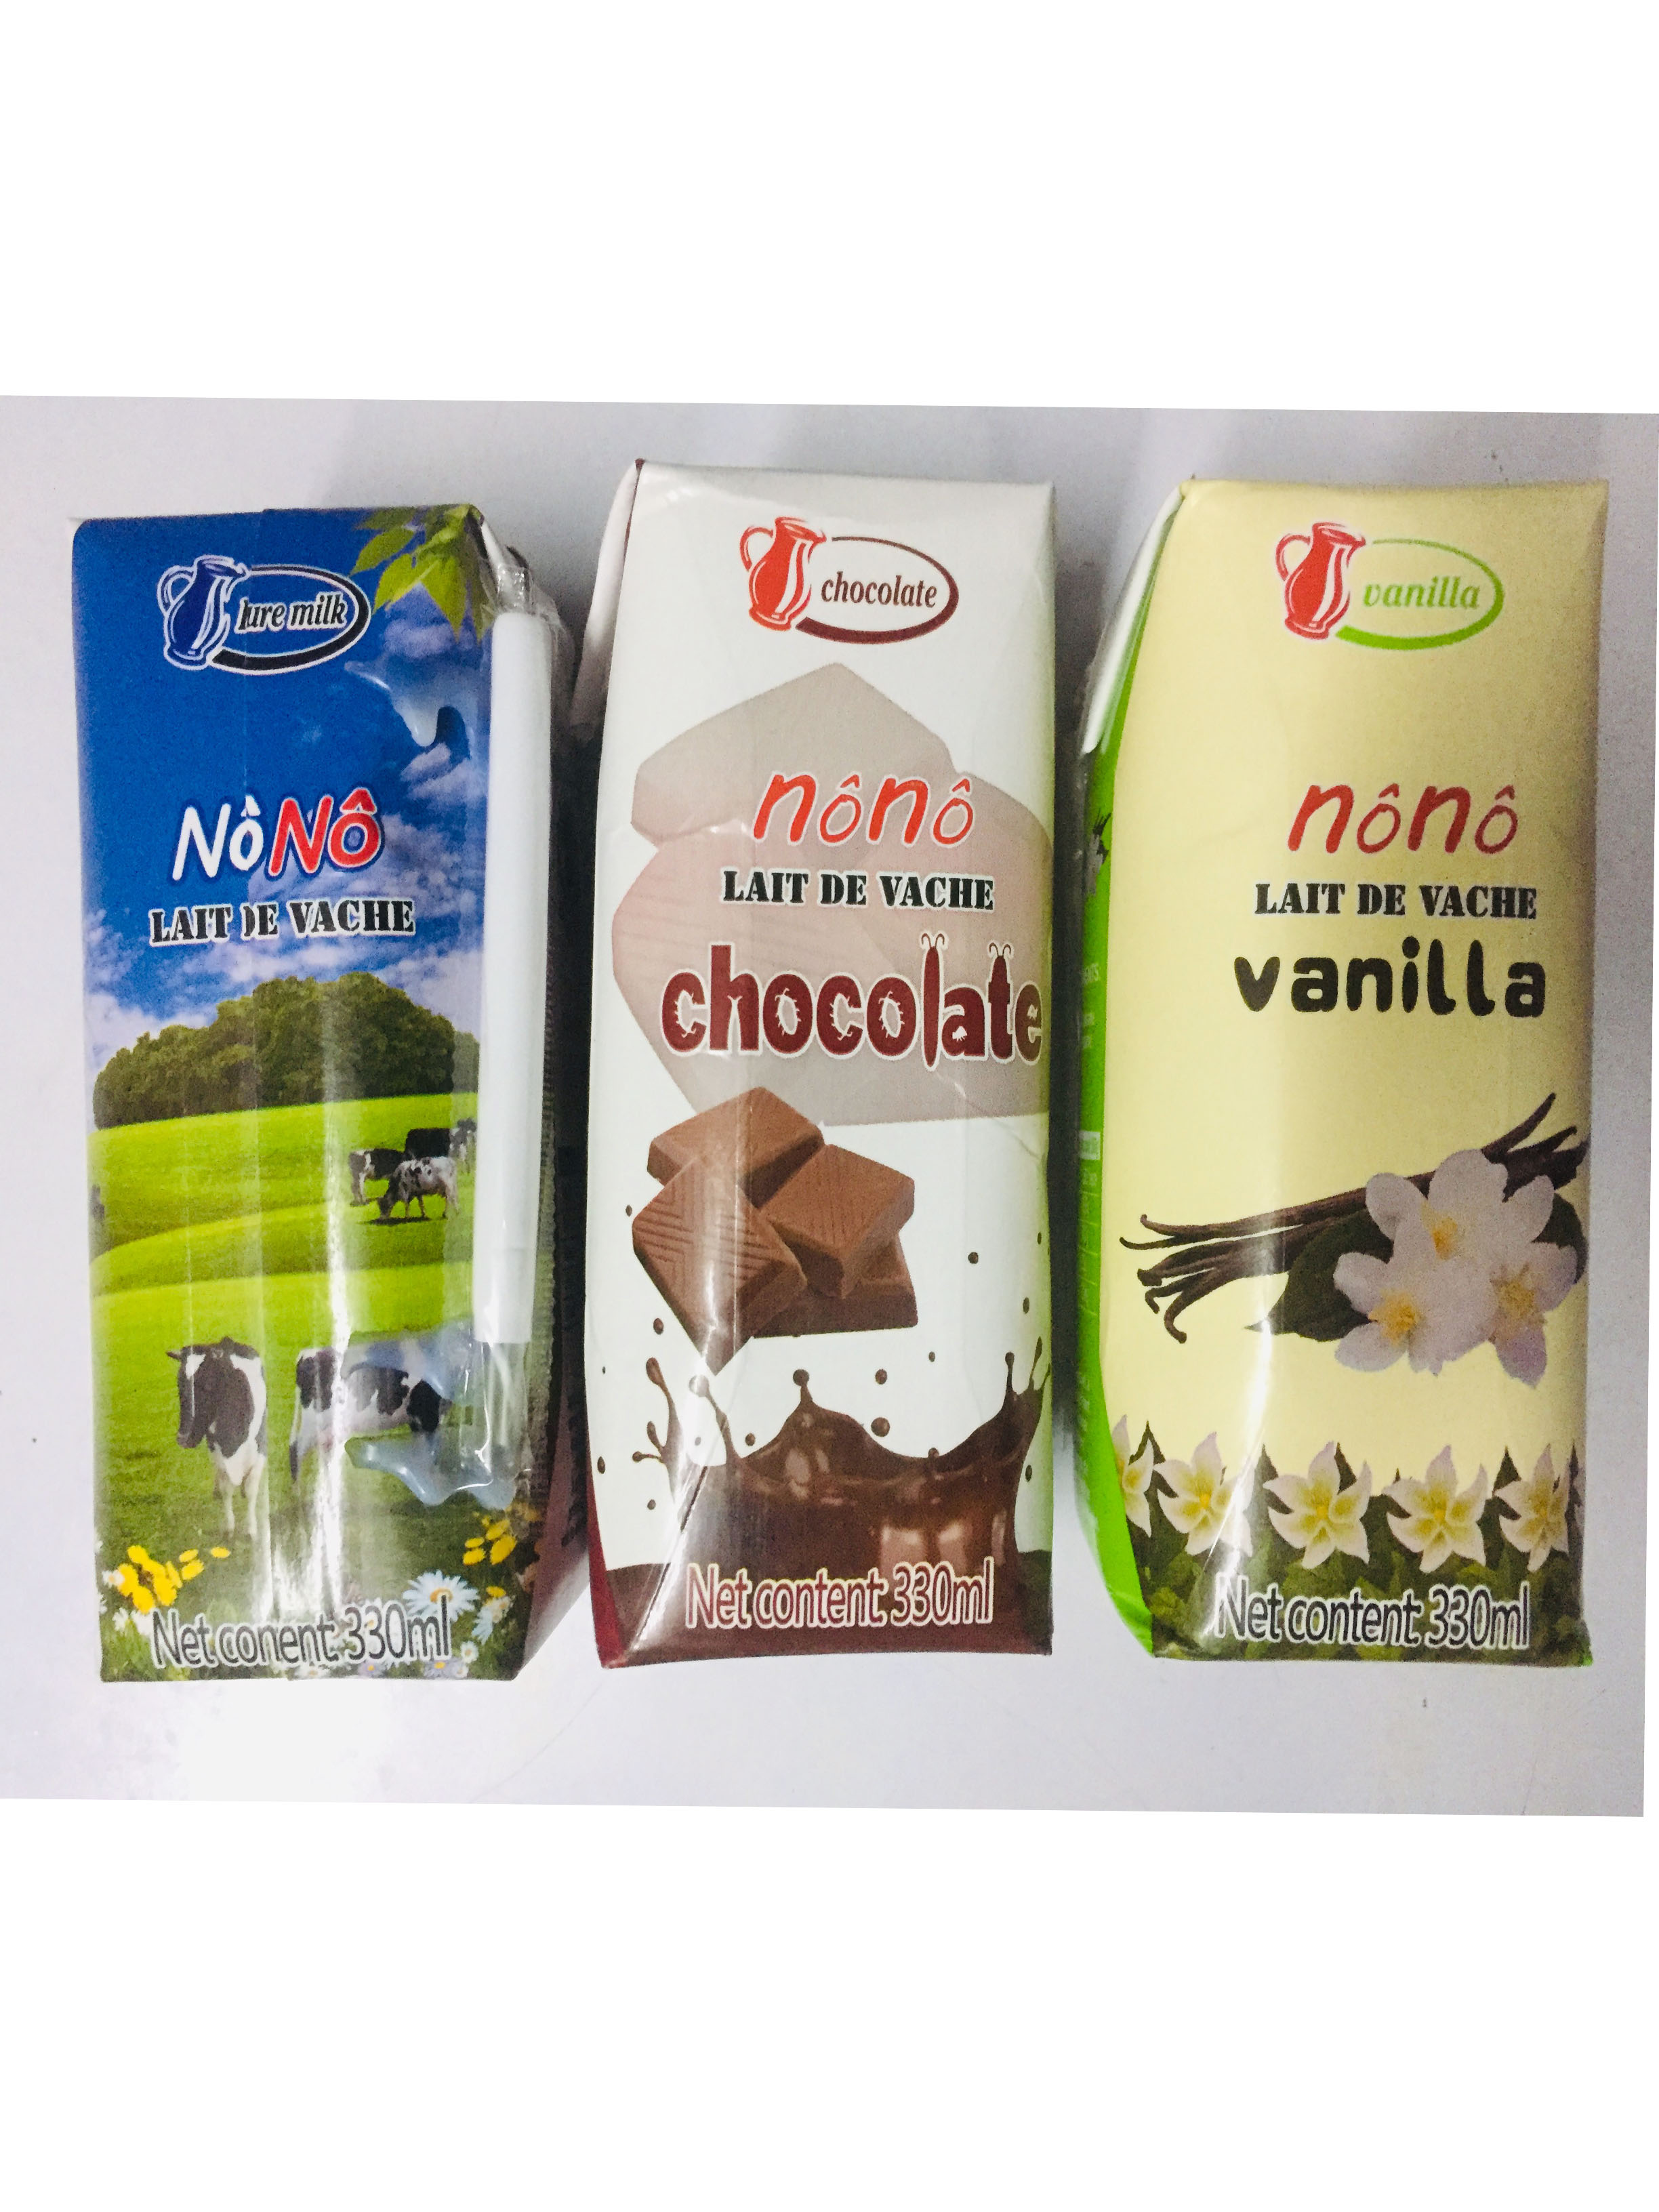 lure milk
NôNô
LAIT DE VACHE
Net conent 330ml
chocolate
nônô
LAIT DE VACHE
chocolate
Net content 330ml
vanilla
nônô
LAIT DE VACHE
vanilla
Net content 330ml